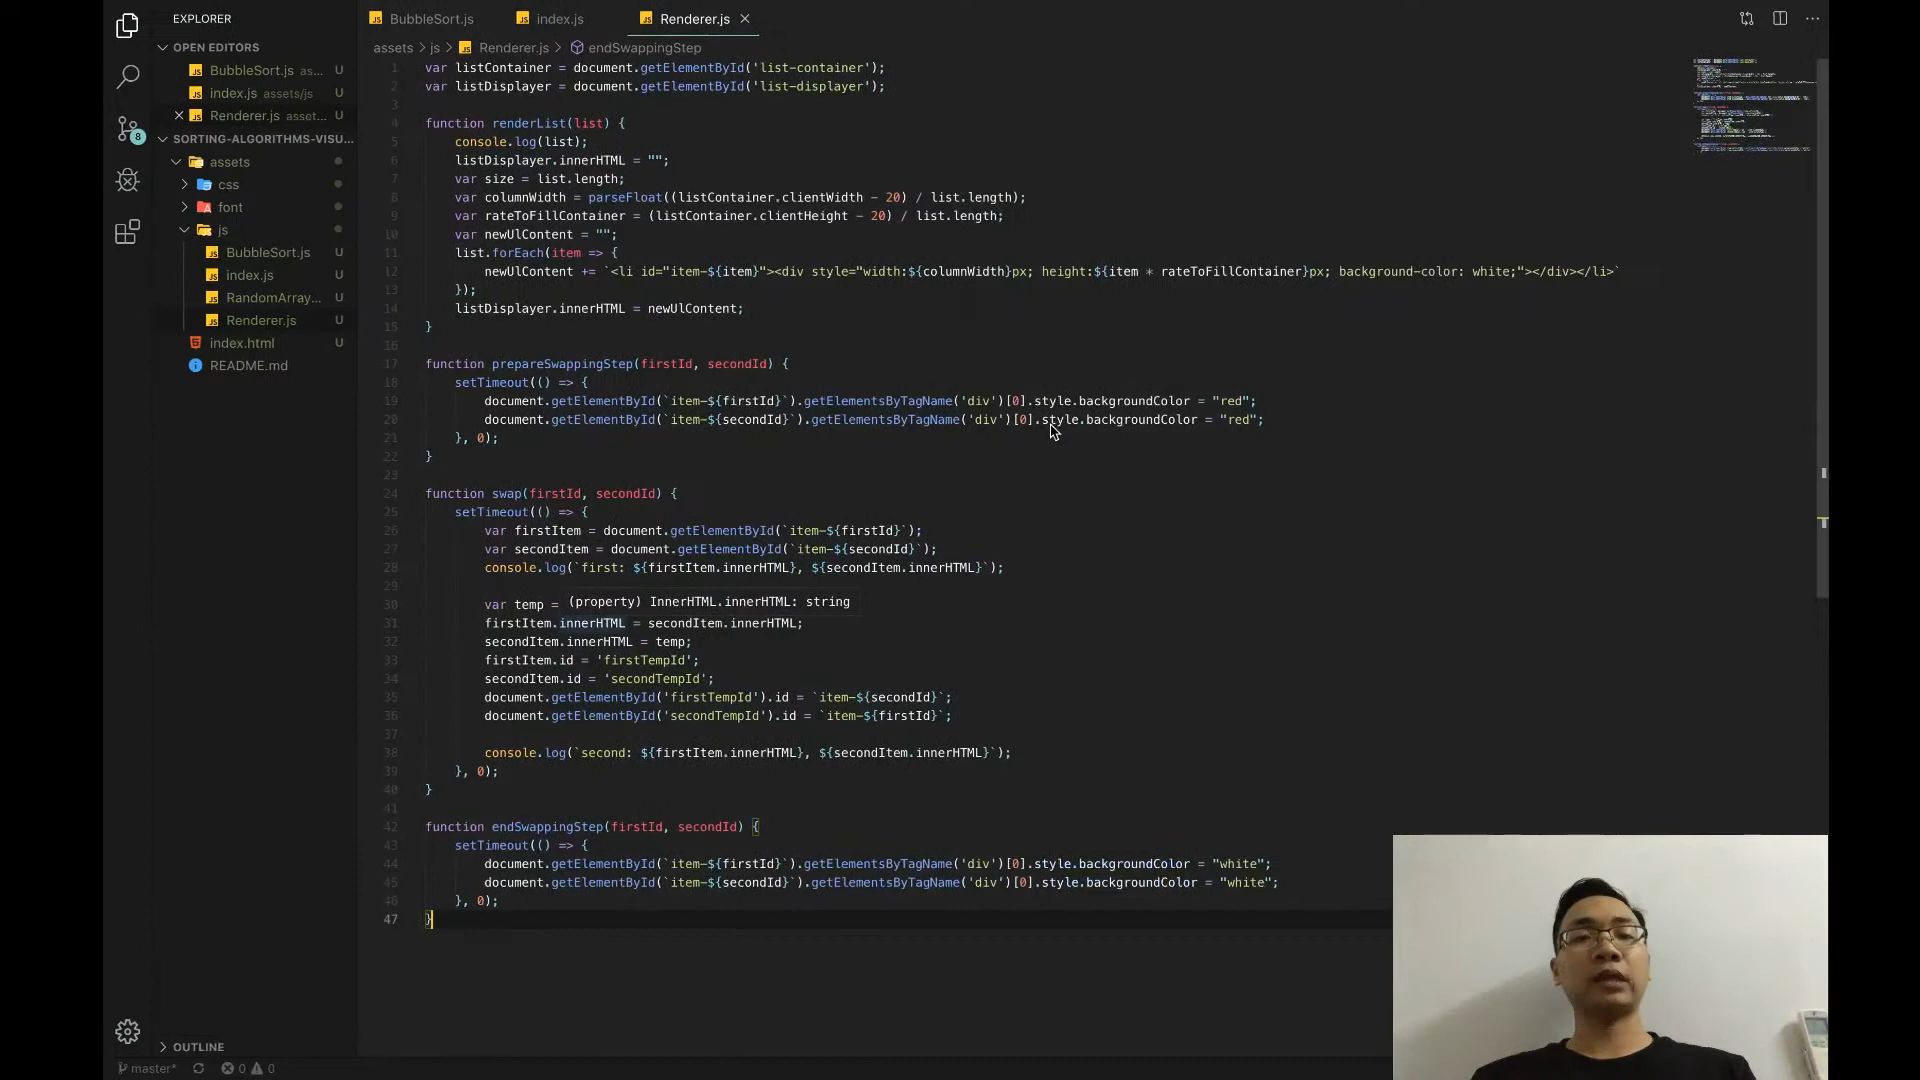 EXPLORER
OPEN EDITORS
BubbleSort.js as... U
index.js assets/js U
Renderer.js asset... U
SORTING-ALGORITHMS-VISU...
assets
css
font
js
BubbleSort.js U
index.js U
RandomArray... U
Renderer.js U
index.html U
README.md
OUTLINE
8
master*
0 0
BubbleSort.js
index.js
Renderer.js
assets > js > Renderer.js > endSwappingStep
1 var listContainer = document.getElementById('list-container');
2 var listDisplayer = document.getElementById('list-displayer');
3
4 function renderList(list) {
5 console.log(list);
6 listDisplayer.innerHTML = "";
7 var size = list.length;
8 var columnWidth = parseFloat((listContainer.clientWidth - 20) / list.length);
9 var rateToFillContainer = (listContainer.clientHeight - 20) / list.length;
10 var newUlContent = "";
11 list.forEach(item => {
12 newUlContent += `<li id="item-${item}"><div style="width:${columnWidth}px; height:${item * rateToFillContainer}px; background-color: white;"></div></li>`
13 });
14 listDisplayer.innerHTML = newUlContent;
15 }
16
17 function prepareSwappingStep(firstId, secondId) {
18 setTimeout(() => {
19 document.getElementById(`item-${firstId}`).getElementsByTagName('div')[0].style.backgroundColor = "red";
20 document.getElementById(`item-${secondId}`).getElementsByTagName('div')[0].style.backgroundColor = "red";
21 }, 0);
22 }
23
24 function swap(firstId, secondId) {
25 setTimeout(() => {
26 var firstItem = document.getElementById(`item-${firstId}`);
27 var secondItem = document.getElementById(`item-${secondId}`);
28 console.log(`first: ${firstItem.innerHTML}, ${secondItem.innerHTML}`);
29
30 var temp = (property) InnerHTML.innerHTML: string
31 firstItem.innerHTML = secondItem.innerHTML;
32 secondItem.innerHTML = temp;
33 firstItem.id = 'firstTempId';
34 secondItem.id = 'secondTempId';
35 document.getElementById('firstTempId').id = `item-${secondId}`;
36 document.getElementById('secondTempId').id = `item-${firstId}`;
37
38 console.log(`second: ${firstItem.innerHTML}, ${secondItem.innerHTML}`);
39 }, 0);
40 }
41
42 function endSwappingStep(firstId, secondId) {
43 setTimeout(() => {
44 document.getElementById(`item-${firstId}`).getElementsByTagName('div')[0].style.backgroundColor = "white";
45 document.getElementById(`item-${secondId}`).getElementsByTagName('div')[0].style.backgroundColor = "white";
46 }, 0);
47 }